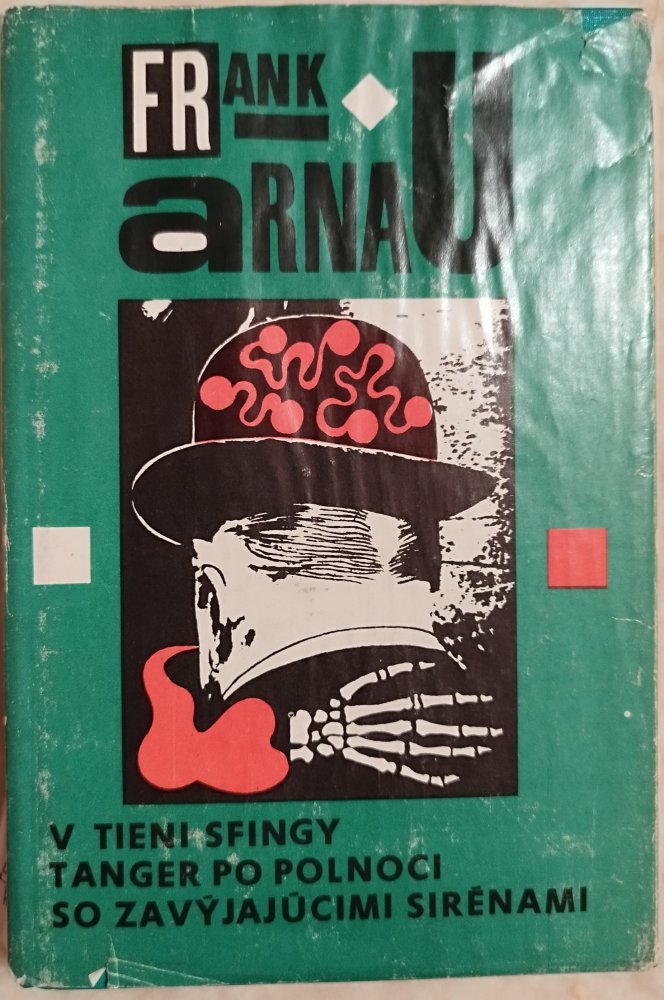 FRANK
ARNAU
V TIENI SFINGY
TANGER PO POLNOCI
SO ZAVÝJAJÚCIMI SIRÉNAMI